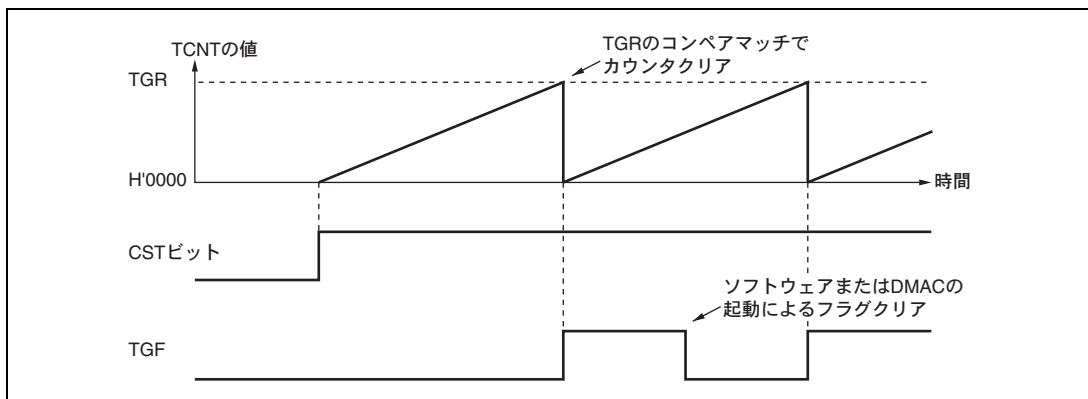 TCNTの値
TGRのコンペアマッチで
カウンタクリア
TGR
H'0000
時間
CSTビット
ソフトウェアまたはDMACの
起動によるフラグクリア
TGF